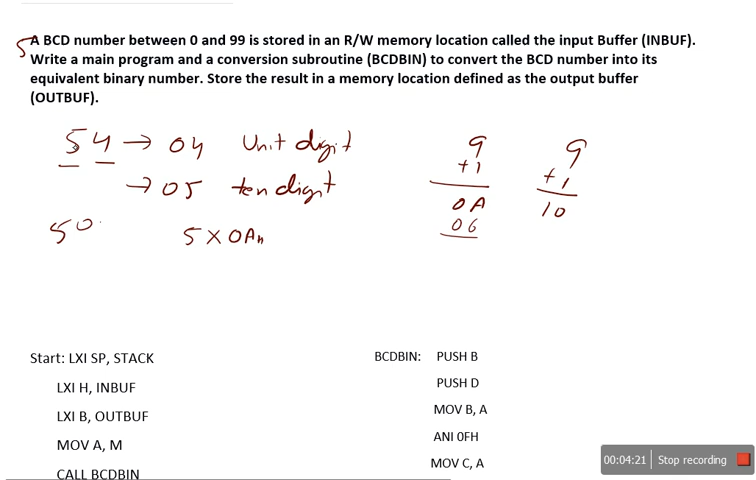 5
A BCD number between 0 and 99 is stored in an R/W memory location called the input Buffer (INBUF).
Write a main program and a conversion subroutine (BCDBIN) to convert the BCD number into its
equivalent binary number. Store the result in a memory location defined as the output buffer
(OUTBUF).
54 → 04 Unit digit
→ 05 ten digit
50
5 X 0AH
9
+1
0A
06
9
+1
10
Start: LXI SP, STACK
LXI H, INBUF
LXI B, OUTBUF
MOV A, M
CALL BCDBIN
BCDBIN: PUSH B
PUSH D
MOV B, A
ANI 0FH
MOV C, A
00:04:21 Stop recording